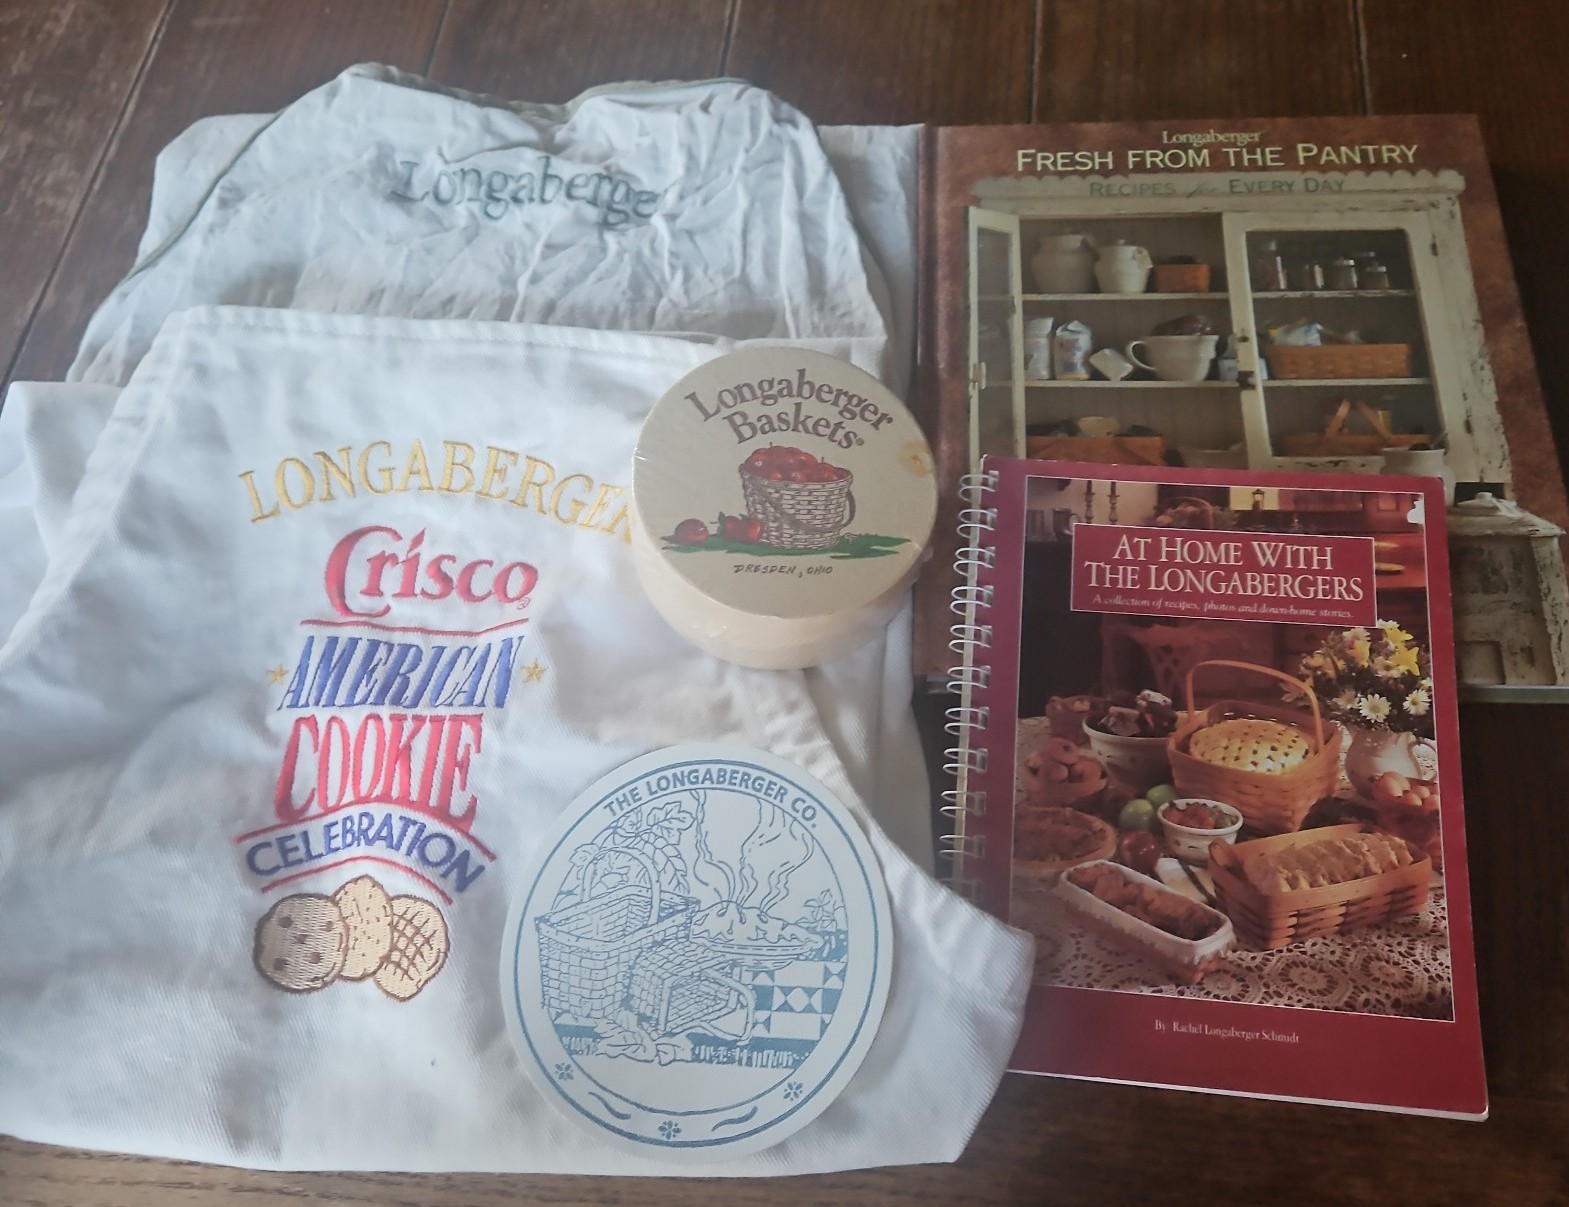 Longaberger
Longaberger
FRESH FROM THE PANTRY
RECIPES for EVERY DAY
LONGABERGER
Crisco®
AMERICAN
COOKIE
CELEBRATION
Longaberger
Baskets®
DRESDEN, OHIO
THE LONGABERGER CO.
AT HOME WITH
THE LONGABERGERS
A collection of recipes, photos and down-home stories.
By Rachel Longaberger Schmidt